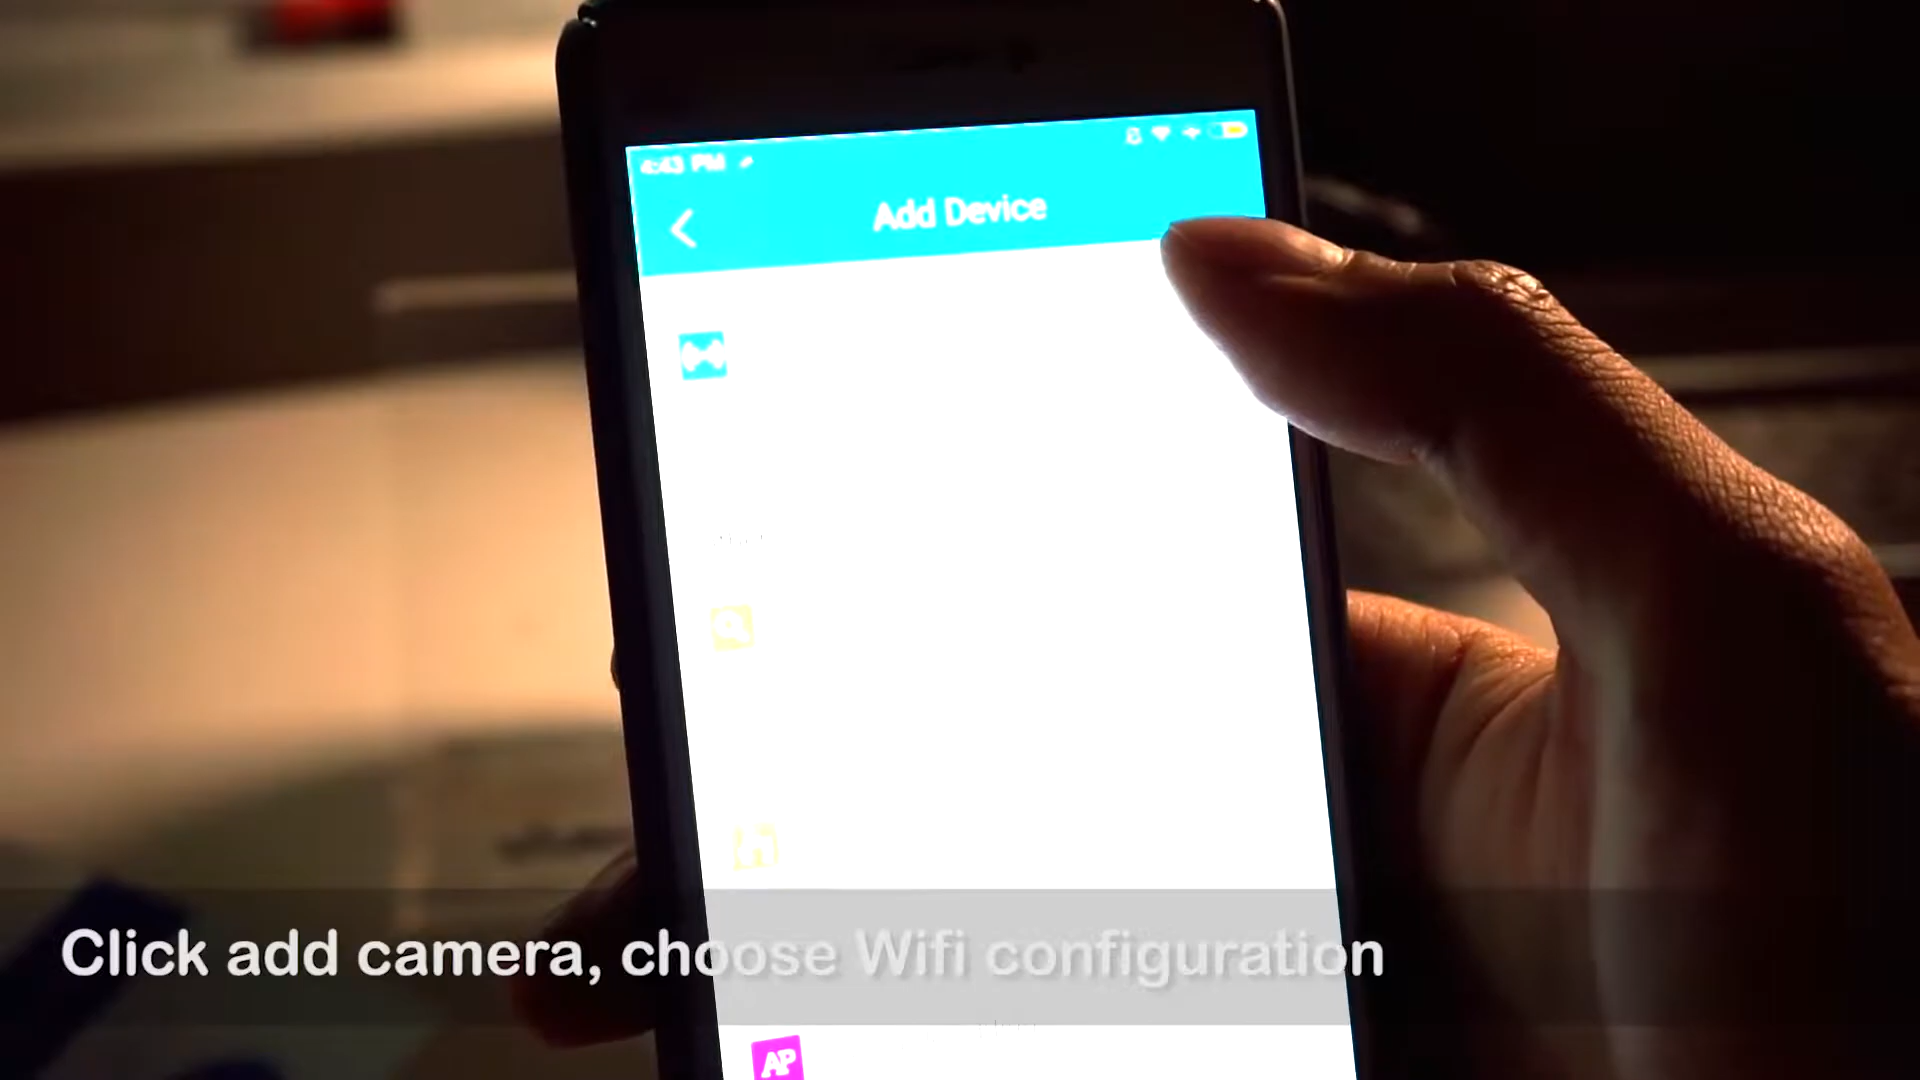 4:43 PM
Add Device
Click add camera, choose Wifi configuration
AP